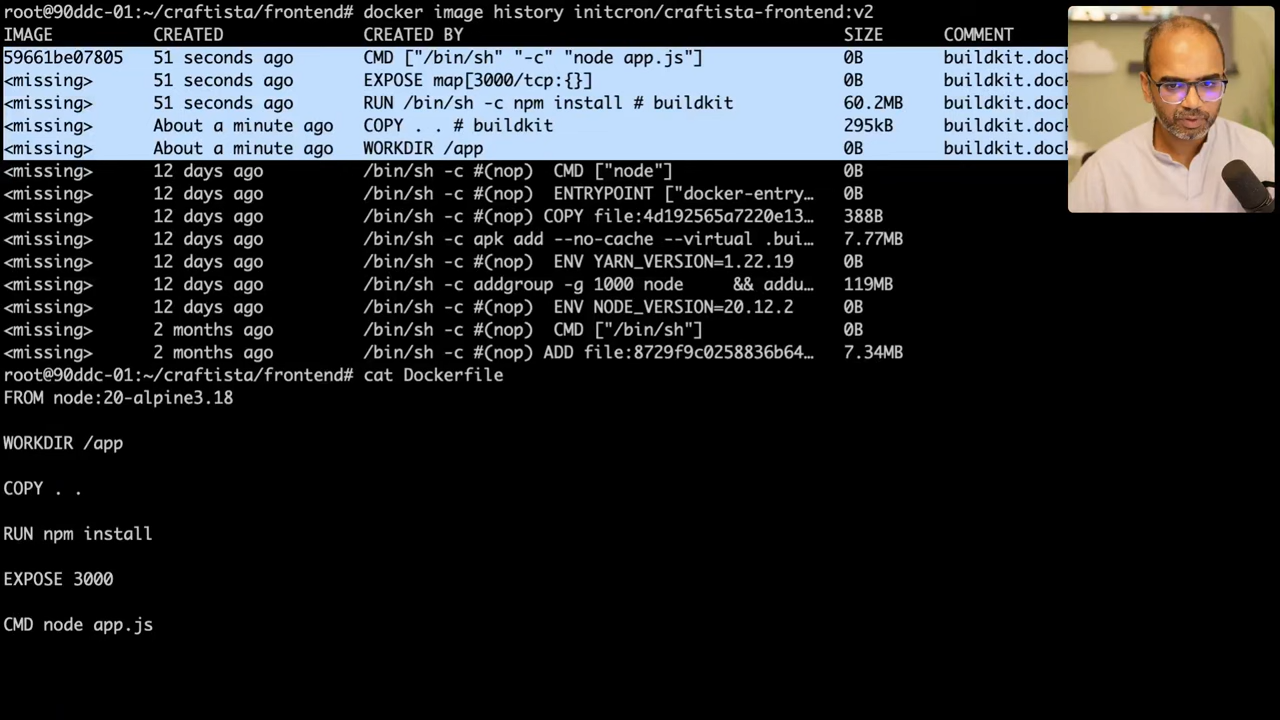 root@90ddc-01:~/craftista/frontend# docker image history initcron/craftista-frontend:v2
IMAGE CREATED CREATED BY SIZE COMMENT
59661be07805 51 seconds ago CMD ["/bin/sh" "-c" "node app.js"] 0B buildkit.dock
<missing> 51 seconds ago EXPOSE map[3000/tcp:{}] 0B buildkit.dock
<missing> 51 seconds ago RUN /bin/sh -c npm install # buildkit 60.2MB buildkit.dock
<missing> About a minute ago COPY . . # buildkit 295kB buildkit.dock
<missing> About a minute ago WORKDIR /app 0B buildkit.dock
<missing> 12 days ago /bin/sh -c #(nop) CMD ["node"] 0B
<missing> 12 days ago /bin/sh -c #(nop) ENTRYPOINT ["docker-entry… 0B
<missing> 12 days ago /bin/sh -c #(nop) COPY file:4d192565a7220e13… 388B
<missing> 12 days ago /bin/sh -c apk add --no-cache --virtual .bui… 7.77MB
<missing> 12 days ago /bin/sh -c #(nop) ENV YARN_VERSION=1.22.19 0B
<missing> 12 days ago /bin/sh -c addgroup -g 1000 node && addu… 119MB
<missing> 12 days ago /bin/sh -c #(nop) ENV NODE_VERSION=20.12.2 0B
<missing> 2 months ago /bin/sh -c #(nop) CMD ["/bin/sh"] 0B
<missing> 2 months ago /bin/sh -c #(nop) ADD file:8729f9c0258836b64… 7.34MB
root@90ddc-01:~/craftista/frontend# cat Dockerfile
FROM node:20-alpine3.18
WORKDIR /app
COPY . .
RUN npm install
EXPOSE 3000
CMD node app.js